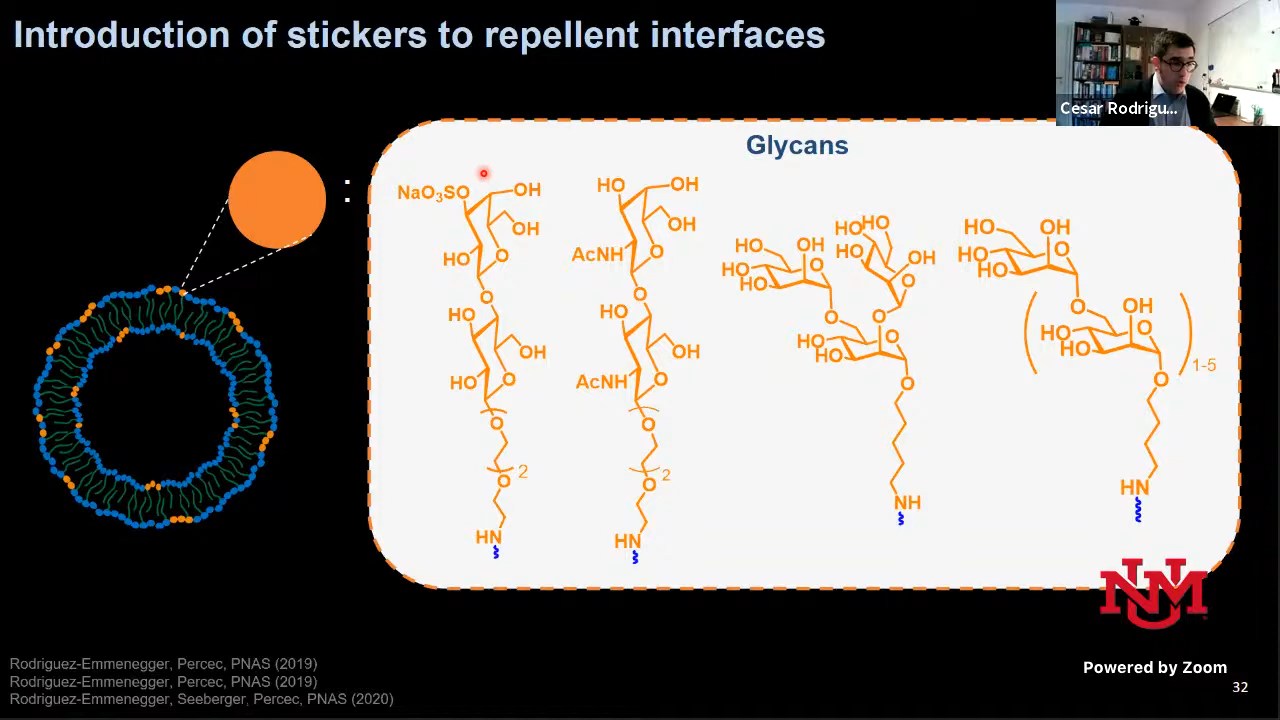 Introduction of stickers to repellent interfaces
Cesar Rodrigu...
:
Glycans
NaO₃SO
OH
OH
HO
O
O
HO
OH
HO
O
O
2
O
HN
HO
OH
OH
AcNH
O
O
HO
OH
AcNH
O
O
2
O
HN
HO
OH
HO
HO
O
HO
HO
HO
OH
O
O
O
HO
HO
O
O
NH
HO
OH
HO
HO
O
O
OH
HO
HO
O
O
1-5
HN
UNM
Rodriguez-Emmenegger, Percec, PNAS (2019)
Rodriguez-Emmenegger, Percec, PNAS (2019)
Rodriguez-Emmenegger, Seeberger, Percec, PNAS (2020)
Powered by Zoom
32